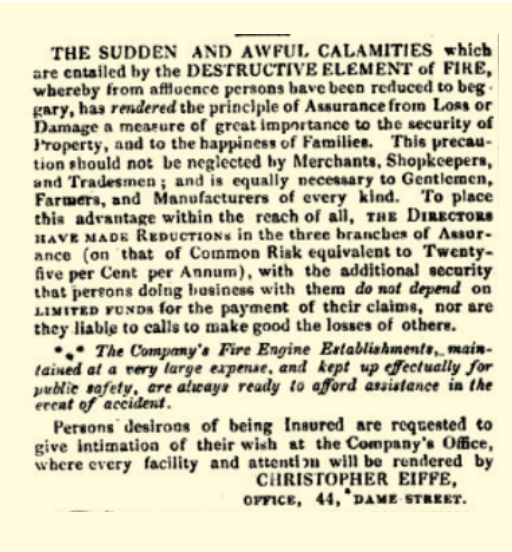 THE SUDDEN AND AWFUL CALAMITIES which
are entailed by the DESTRUCTIVE ELEMENT of FIRE,
whereby from affluence persons have been reduced to beg-
gary, has rendered the principle of Assurance from Loss or
Damage a measure of great importance to the security of
Property, and to the happiness of Families. This precau-
tion should not be neglected by Merchants, Shopkeepers,
and Tradesmen; and is equally necessary to Gentlemen,
Farmers, and Manufacturers of every kind. To place
this advantage within the reach of all, THE DIRECTORS
HAVE MADE REDUCTIONS in the three branches of Assur-
ance (on that of Common Risk equivalent to Twenty-
five per Cent per Annum), with the additional security
that persons doing business with them do not depend on
LIMITED FUNDS for the payment of their claims, nor are
they liable to calls to make good the losses of others.
*⁎* The Company's Fire Engine Establishments, main-
tained at a very large expense, and kept up effectually for
public safety, are always ready to afford assistance in the
event of accident.
Persons desirous of being Insured are requested to
give intimation of their wish at the Company's Office,
where every facility and attention will be rendered by
CHRISTOPHER EIFFE,
OFFICE, 44, DAME-STREET.